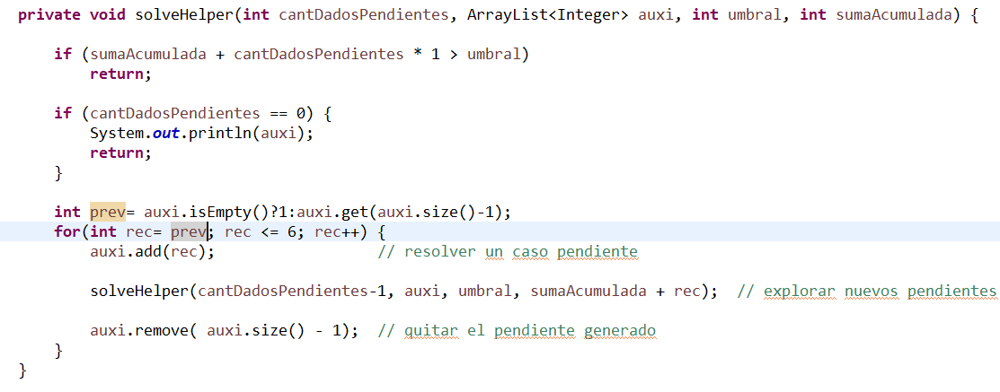 private void solveHelper(int cantDadosPendientes, ArrayList<Integer> auxi, int umbral, int sumaAcumulada) {
if (sumaAcumulada + cantDadosPendientes * 1 > umbral)
return;
if (cantDadosPendientes == 0) {
System.out.println(auxi);
return;
}
int prev= auxi.isEmpty()?1:auxi.get(auxi.size()-1);
for(int rec= prev; rec <= 6; rec++) {
auxi.add(rec); // resolver un caso pendiente
solveHelper(cantDadosPendientes-1, auxi, umbral, sumaAcumulada + rec); // explorar nuevos pendientes
auxi.remove( auxi.size() - 1); // quitar el pendiente generado
}
}